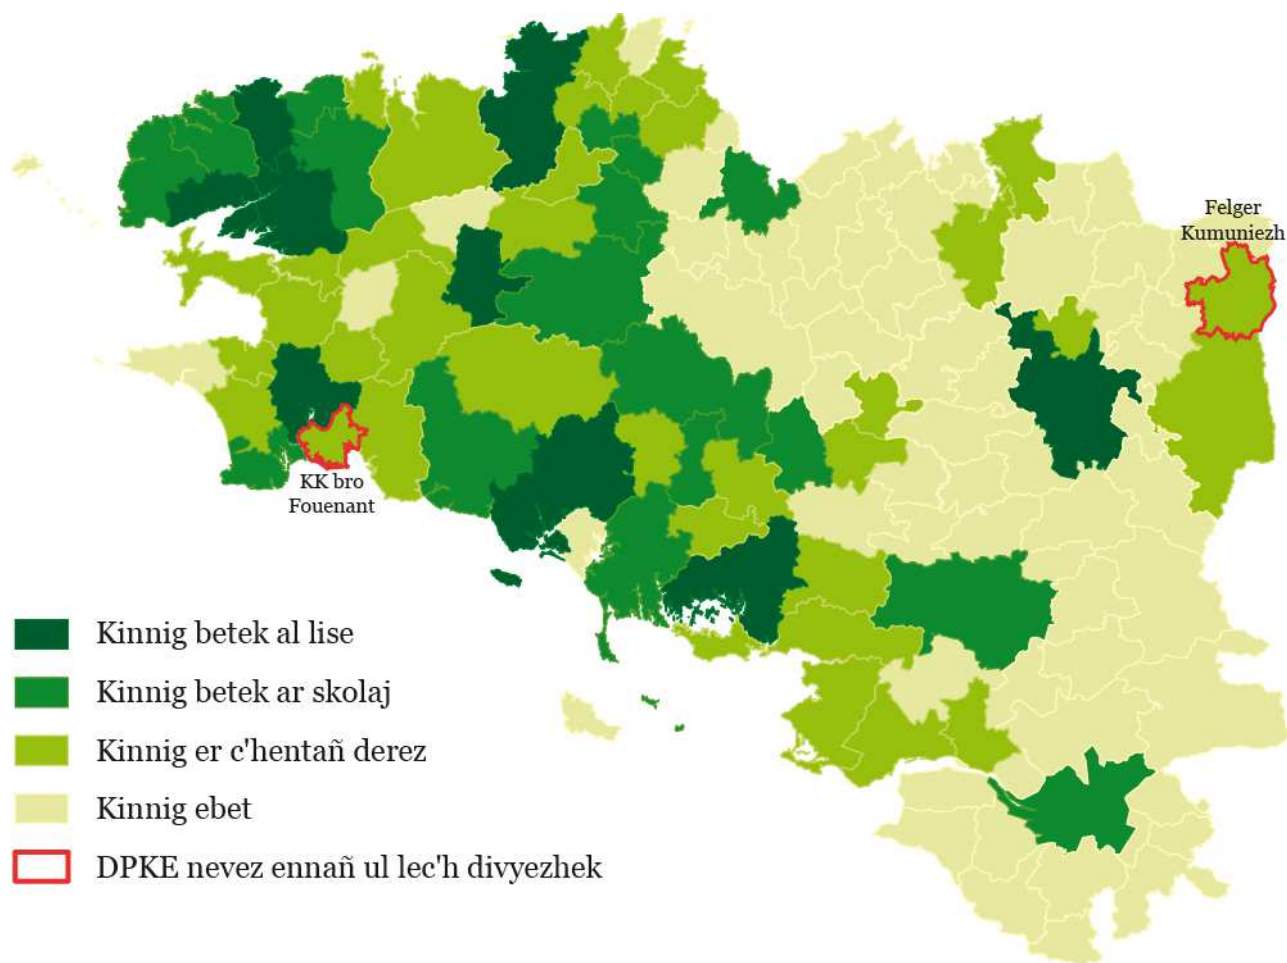 Felger
Kumuniezh
KK bro
Fouenant
Kinnig betek al lise
Kinnig betek ar skolaj
Kinnig er c'hentañ derez
Kinnig ebet
DPKE nevez ennañ ul lec'h divyezhek